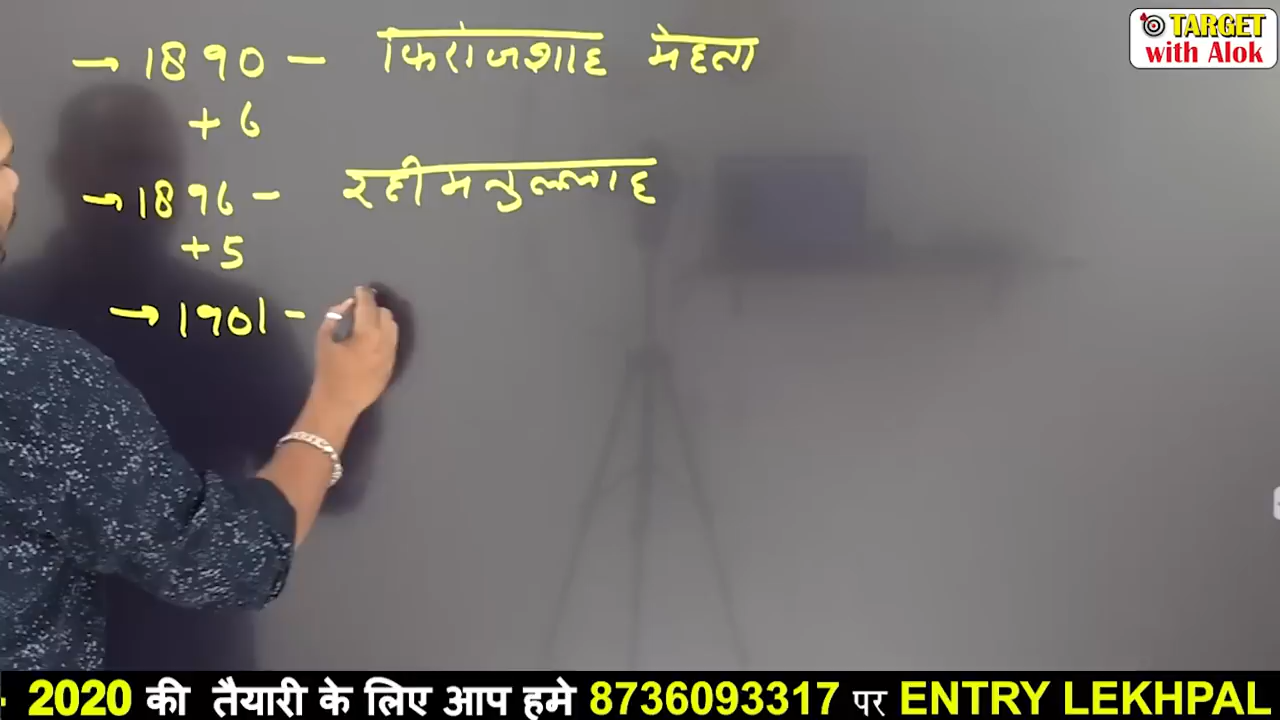 TARGET
with Alok
→ 1890 - फिरोजशाह मेहता
+ 6
→ 1896 - रहीमतुल्लाह
+ 5
→ 1901 -
2020 की तैयारी के लिए आप हमे 8736093317 पर ENTRY LEKHPAL